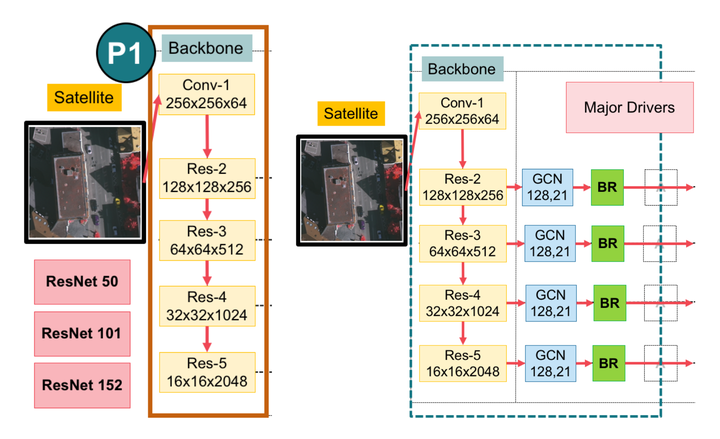 P1
Backbone
Satellite
Conv-1
256x256x64
Res-2
128x128x256
Res-3
64x64x512
Res-4
32x32x1024
Res-5
16x16x2048
ResNet 50
ResNet 101
ResNet 152
Backbone
Major Drivers
Satellite
Conv-1
256x256x64
Res-2
128x128x256
GCN
128,21
BR
Res-3
64x64x512
GCN
128,21
BR
Res-4
32x32x1024
GCN
128,21
BR
Res-5
16x16x2048
GCN
128,21
BR